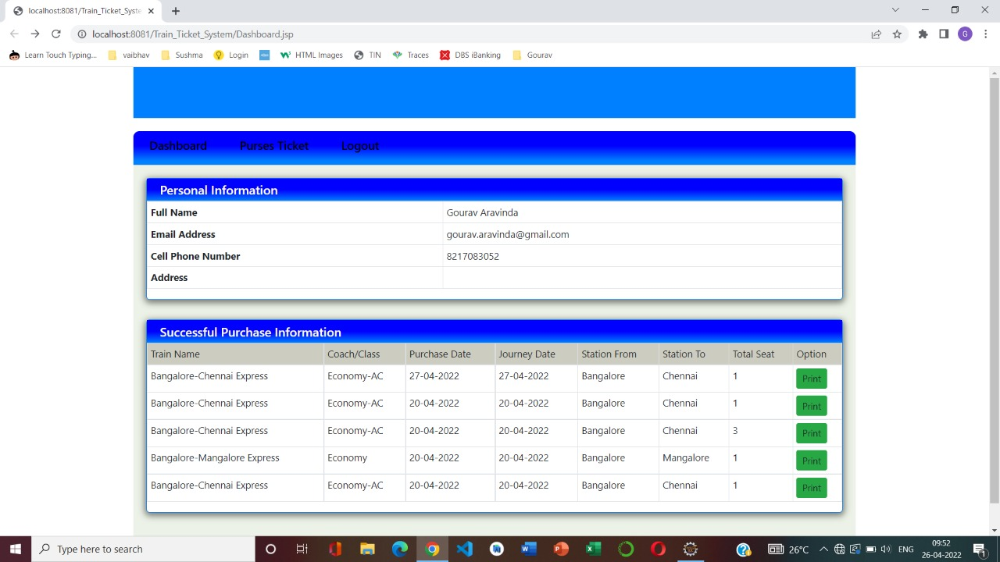 localhost:8081/Train_Ticket_Syste
localhost:8081/Train_Ticket_System/Dashboard.jsp
G
Learn Touch Typing... vaibhav Sushma Login HTML Images TIN Traces DBS iBanking Gourav
Dashboard Purses Ticket Logout
Personal Information
Full Name Gourav Aravinda
Email Address gourav.aravinda@gmail.com
Cell Phone Number 8217083052
Address
Successful Purchase Information
Train Name Coach/Class Purchase Date Journey Date Station From Station To Total Seat Option
Bangalore-Chennai Express Economy-AC 27-04-2022 27-04-2022 Bangalore Chennai 1 Print
Bangalore-Chennai Express Economy-AC 20-04-2022 20-04-2022 Bangalore Chennai 1 Print
Bangalore-Chennai Express Economy-AC 20-04-2022 20-04-2022 Bangalore Chennai 3 Print
Bangalore-Mangalore Express Economy 20-04-2022 20-04-2022 Bangalore Mangalore 1 Print
Bangalore-Chennai Express Economy-AC 20-04-2022 20-04-2022 Bangalore Chennai 1 Print
Type here to search
26°C
ENG
09:52
26-04-2022